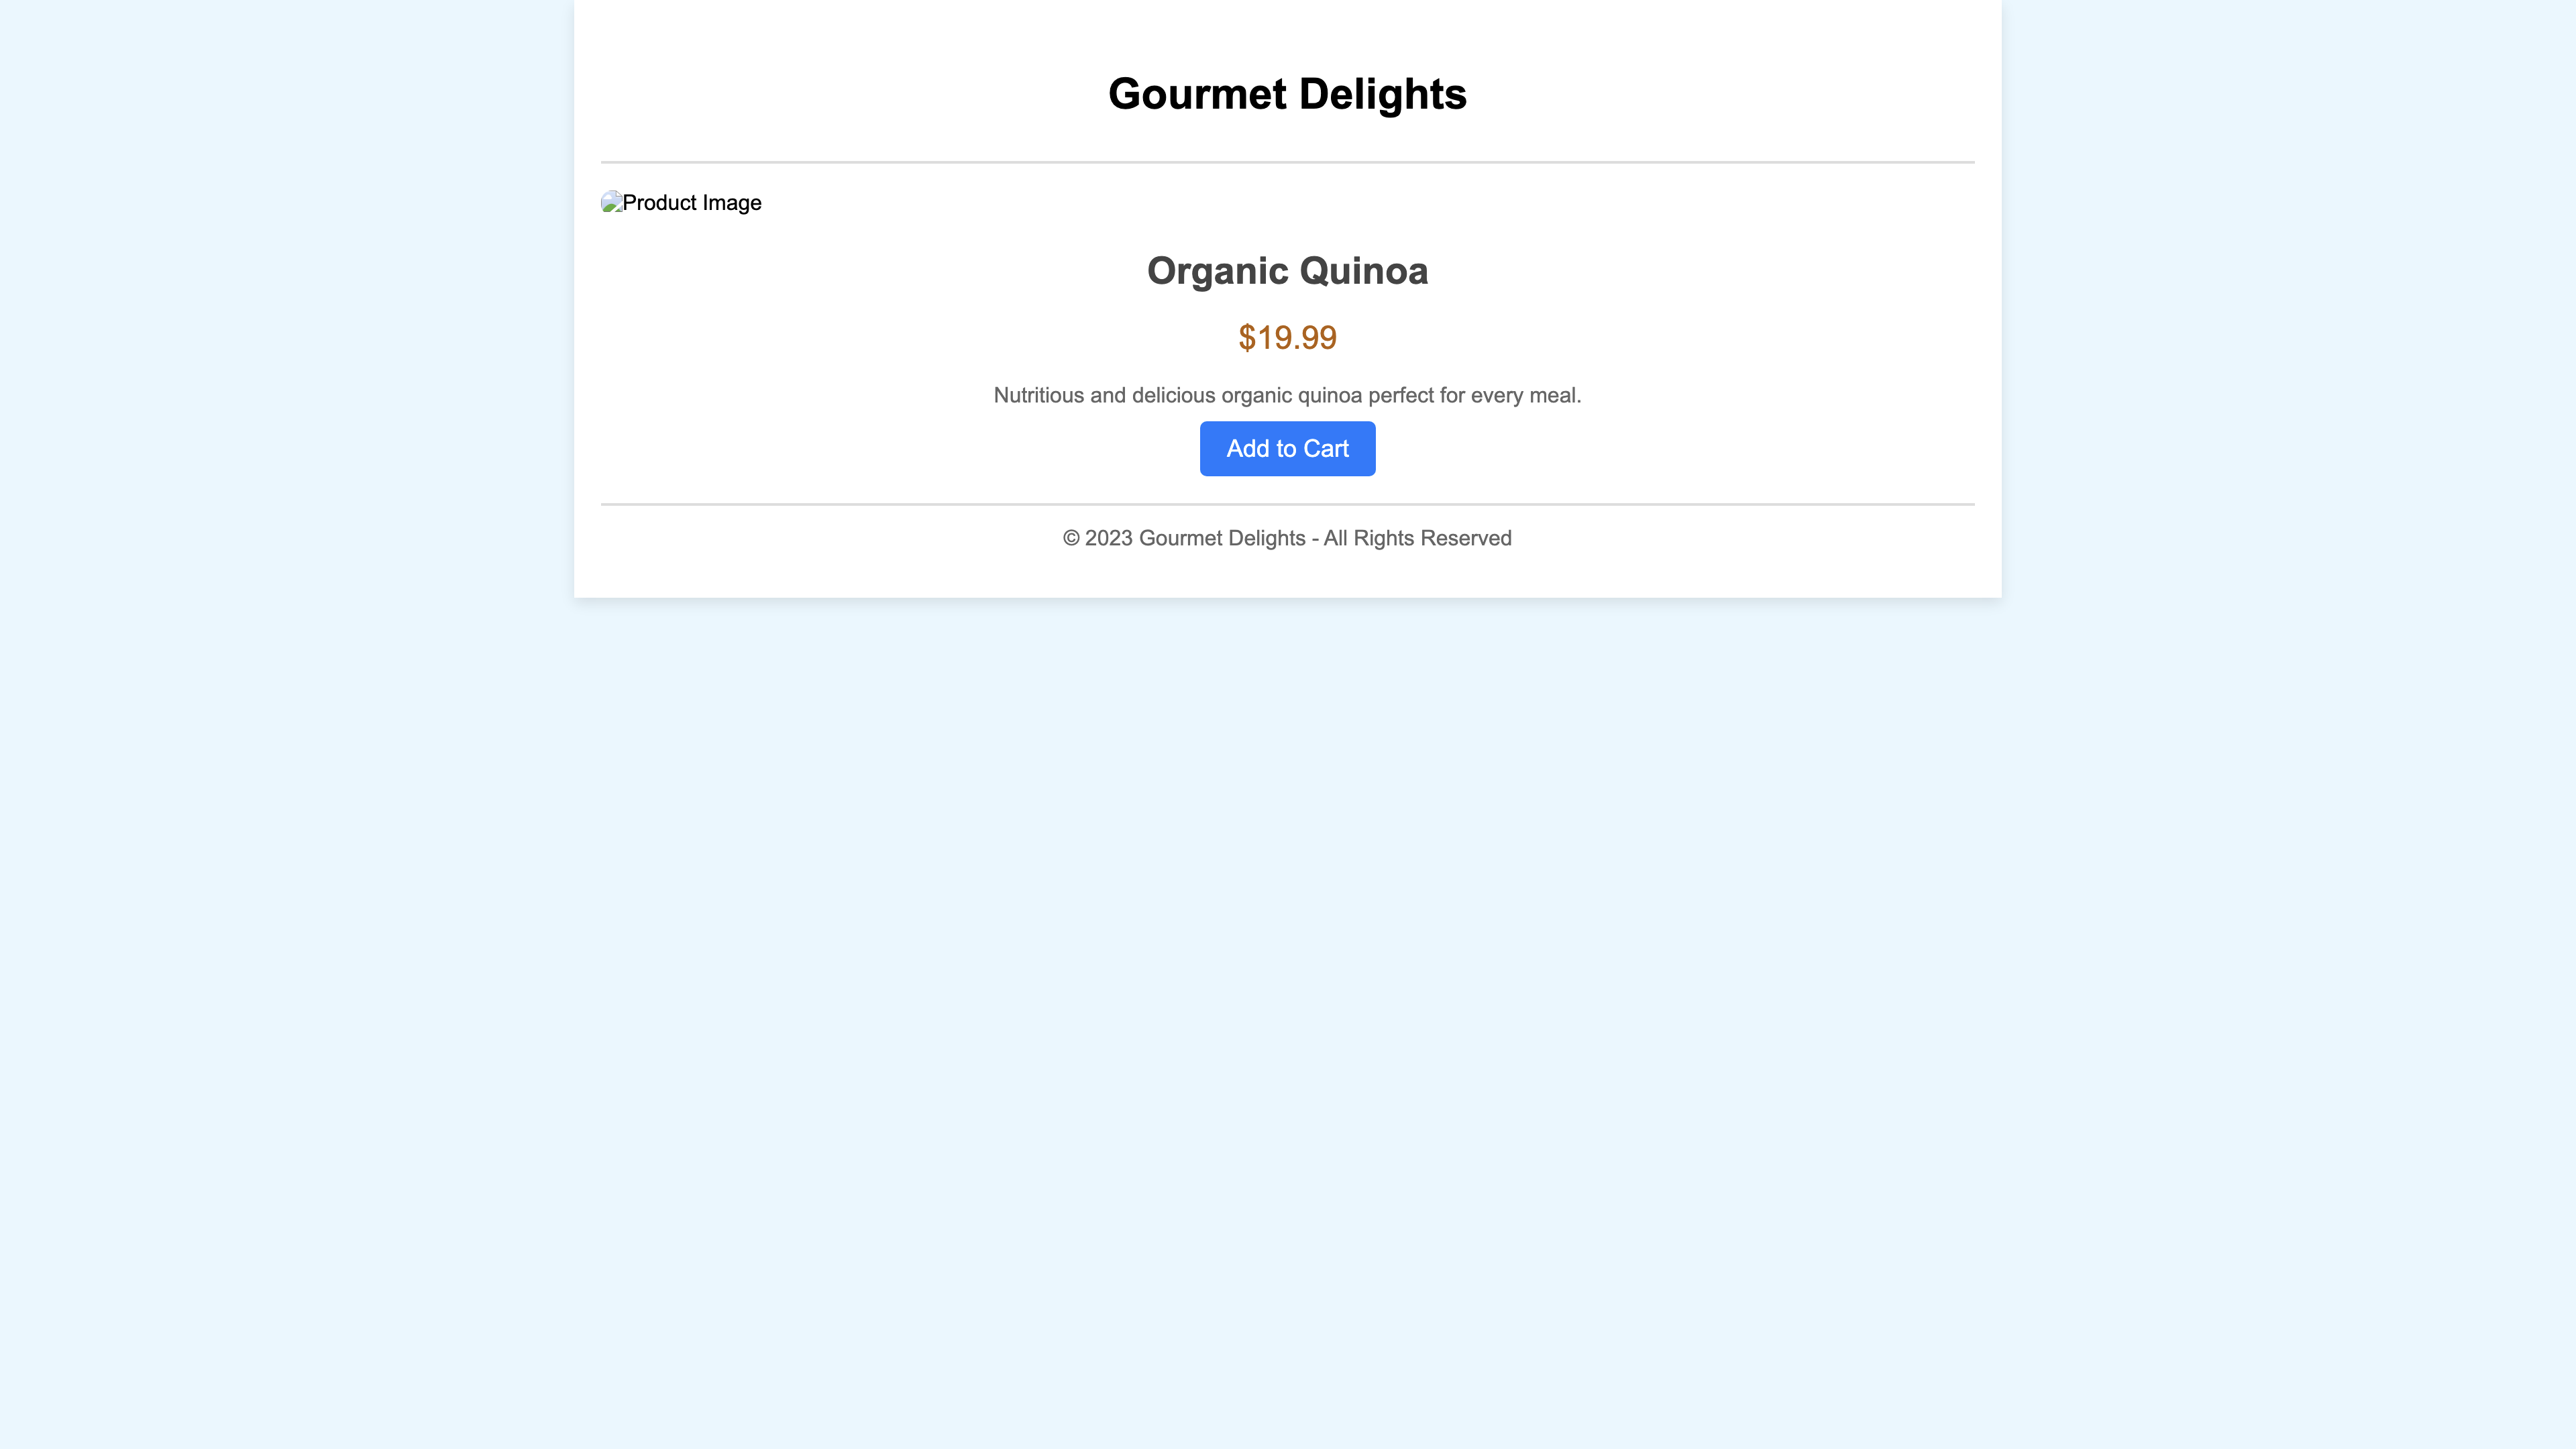 Gourmet Delights
Product Image
Organic Quinoa
$19.99
Nutritious and delicious organic quinoa perfect for every meal.
Add to Cart
© 2023 Gourmet Delights - All Rights Reserved